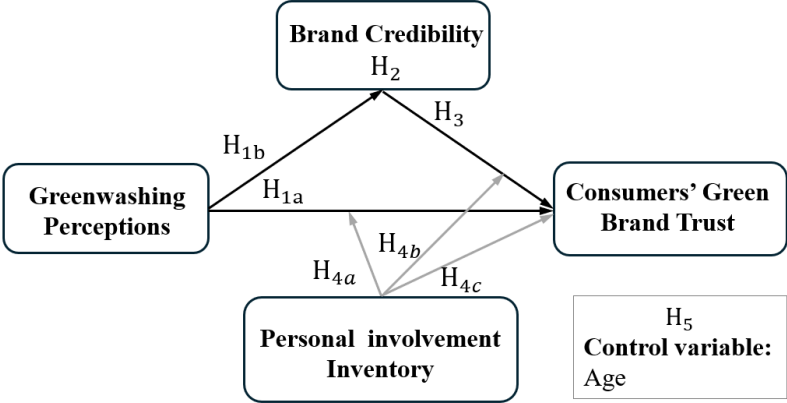 Brand Credibility
H₂
H₃
H₁b
Greenwashing
Perceptions
H₁ₐ
Consumers' Green
Brand Trust
H₄b
H₄ₐ
H₄c
Personal involvement
Inventory
H₅
Control variable:
Age